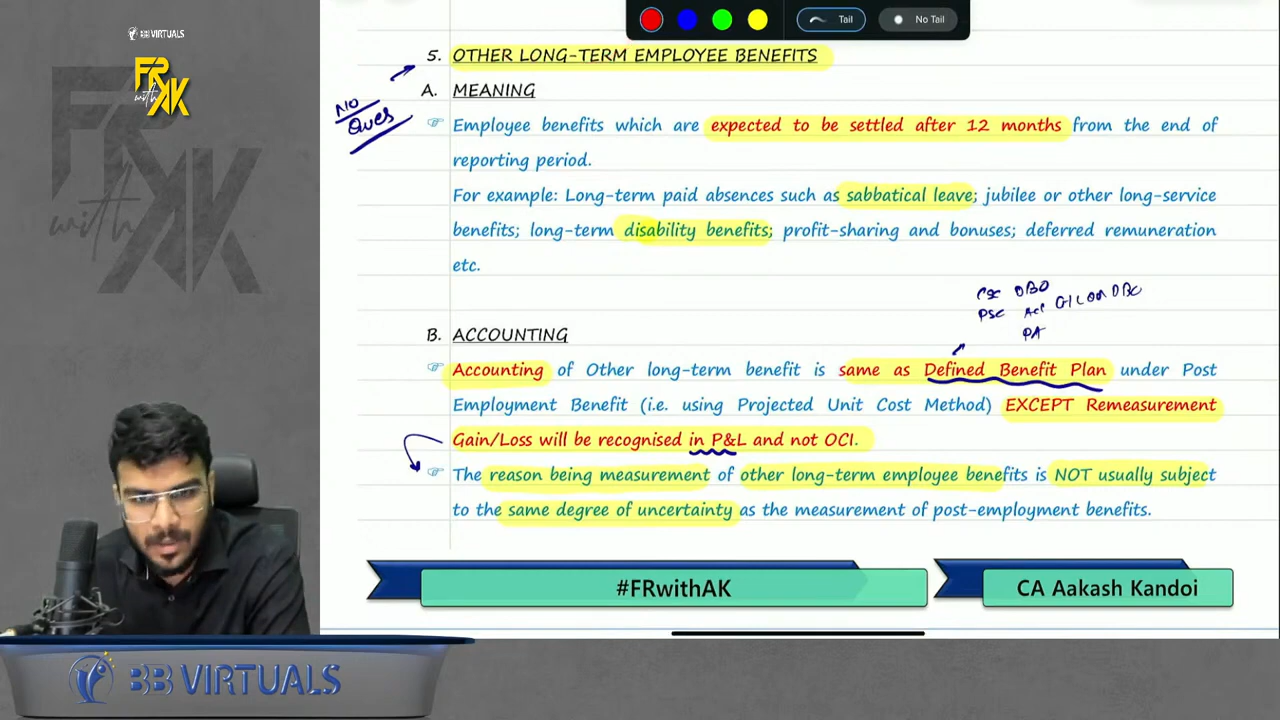 BB VIRTUALS
FR
with
AK
FR
with
AK
Tail
No Tail
5. OTHER LONG-TERM EMPLOYEE BENEFITS
A. MEANING
NO
Ques
Employee benefits which are expected to be settled after 12 months from the end of
reporting period.
For example: Long-term paid absences such as sabbatical leave; jubilee or other long-service
benefits; long-term disability benefits; profit-sharing and bonuses; deferred remuneration
etc.
DBO
PSC
PA
B. ACCOUNTING
Accounting of Other long-term benefit is same as Defined Benefit Plan under Post
Employment Benefit (i.e. using Projected Unit Cost Method) EXCEPT Remeasurement
Gain/Loss will be recognised in P&L and not OCI.
The reason being measurement of other long-term employee benefits is NOT usually subject
to the same degree of uncertainty as the measurement of post-employment benefits.
#FRwithAK
CA Aakash Kandoi
BB VIRTUALS